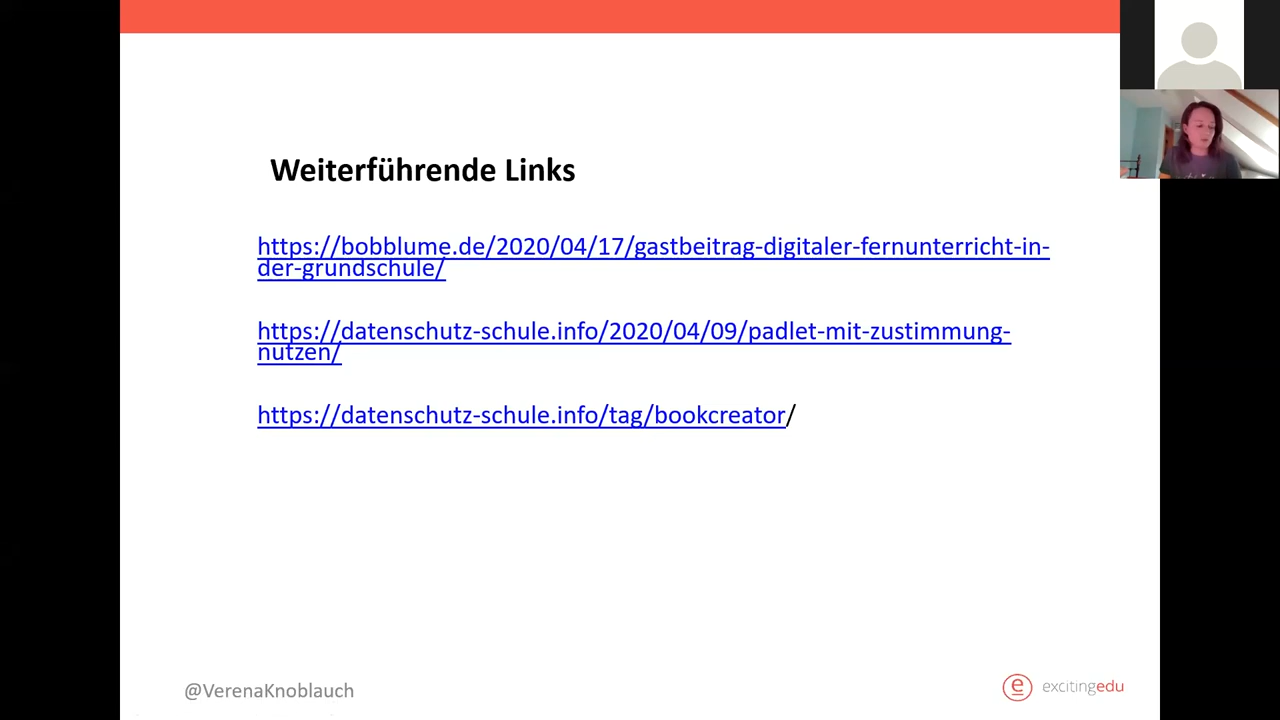 Weiterführende Links
https://bobblume.de/2020/04/17/gastbeitrag-digitaler-fernunterricht-in-
der-grundschule/
https://datenschutz-schule.info/2020/04/09/padlet-mit-zustimmung-
nutzen/
https://datenschutz-schule.info/tag/bookcreator/
@VerenaKnoblauch
e excitingedu